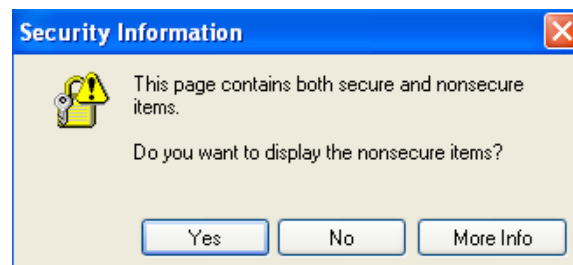 Security Information
This page contains both secure and nonsecure
items.
Do you want to display the nonsecure items?
Yes No More Info